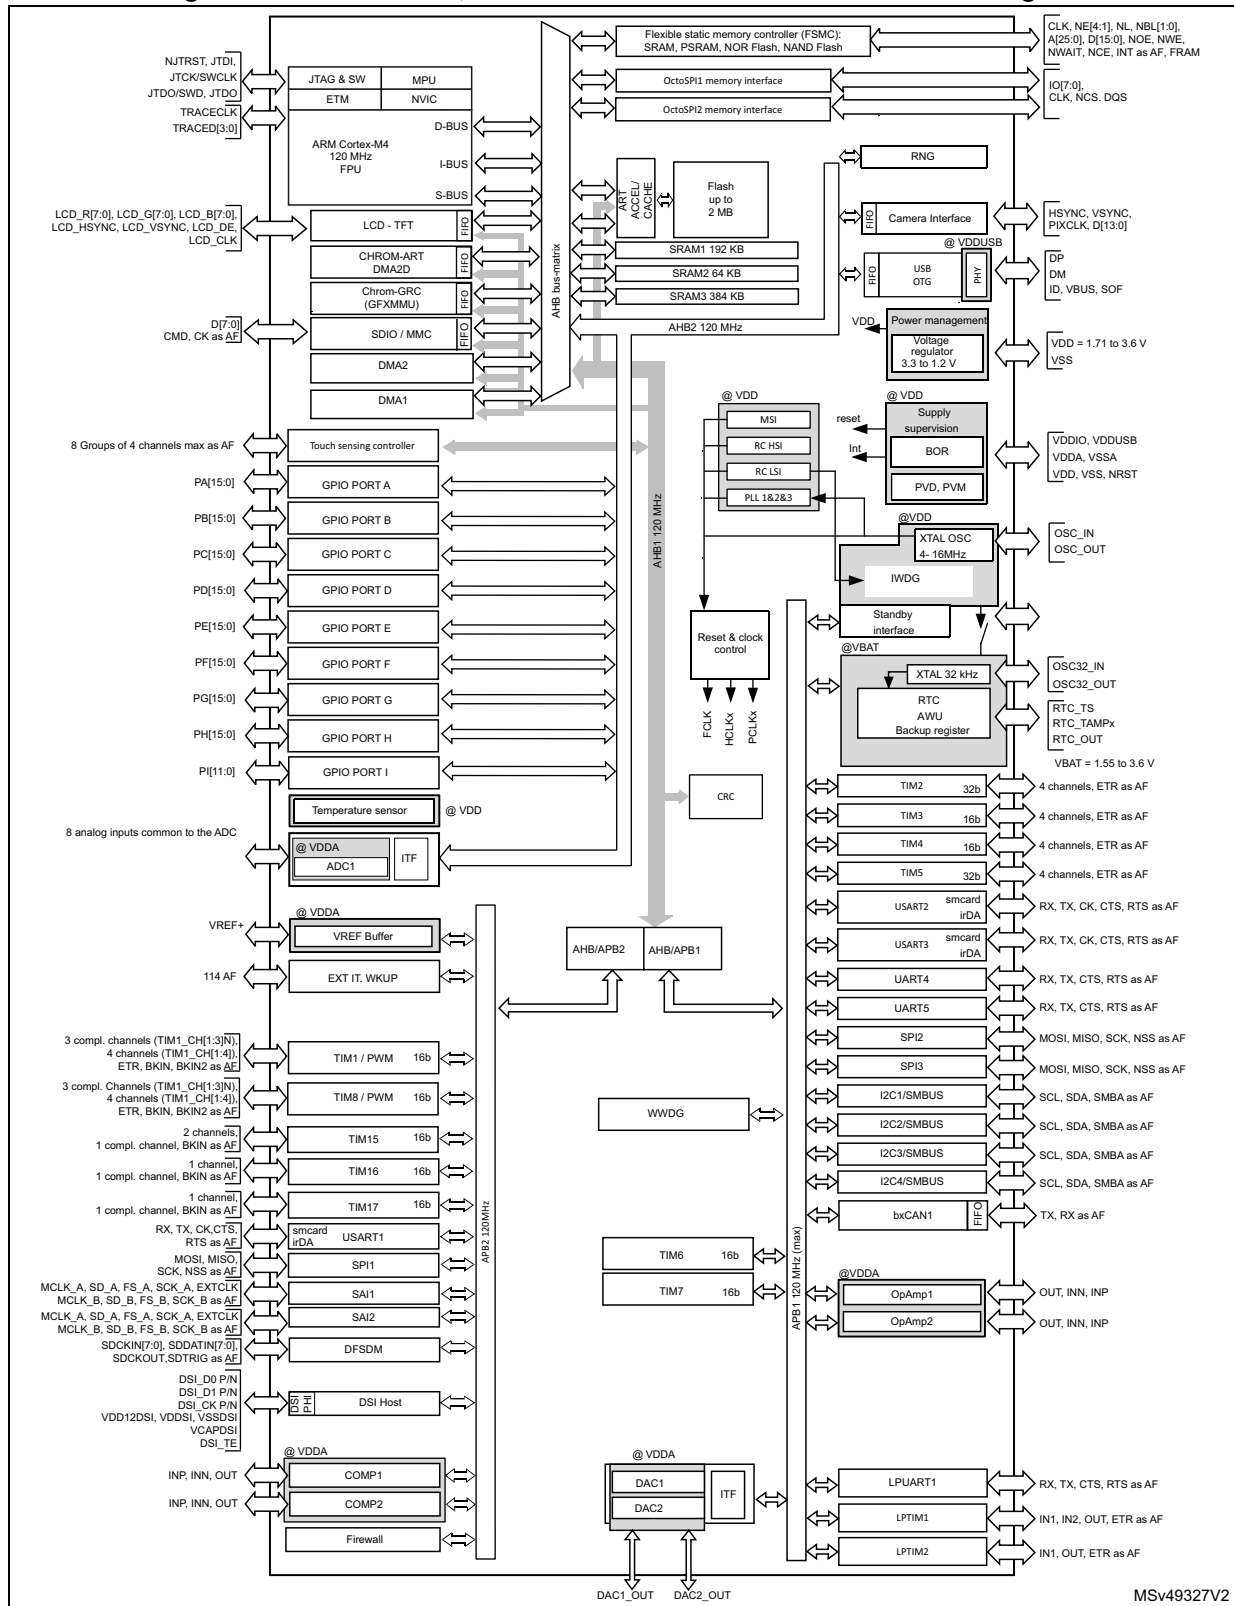 CLK, NE[4:1], NL, NBL[1:0],
A[25:0], D[15:0], NOE, NWE,
NWAIT, NCE, INT as AF, FRAM
Flexible static memory controller (FSMC):
SRAM, PSRAM, NOR Flash, NAND Flash
NJTRST, JTDI,
JTCK/SWCLK
JTDO/SWD, JTDO
JTAG & SW
MPU
ETM
NVIC
OctoSPI1 memory interface
OctoSPI2 memory interface
IO[7:0],
CLK, NCS. DQS
TRACECLK
TRACED[3:0]
ARM Cortex-M4
120 MHz
FPU
D-BUS
I-BUS
S-BUS
AHB bus-matrix
ART
ACCEL/
CACHE
Flash
up to
2 MB
RNG
LCD_R[7:0], LCD_G[7:0], LCD_B[7:0],
LCD_HSYNC, LCD_VSYNC, LCD_DE,
LCD_CLK
LCD - TFT
FIFO
CHROM-ART
DMA2D
FIFO
Chrom-GRC
(GFXMMU)
FIFO
D[7:0]
CMD, CK as AF
SDIO / MMC
FIFO
DMA2
DMA1
SRAM1 192 KB
SRAM2 64 KB
SRAM3 384 KB
AHB2 120 MHz
FIFO
Camera Interface
HSYNC, VSYNC,
PIXCLK, D[13:0]
@ VDDUSB
FIFO
USB
OTG
PHY
DP
DM
ID, VBUS, SOF
VDD
Power management
Voltage
regulator
3.3 to 1.2 V
VDD = 1.71 to 3.6 V
VSS
@ VDD
MSI
RC HSI
RC LSI
PLL 1&2&3
@ VDD
reset
Int
Supply
supervision
BOR
PVD, PVM
VDDIO, VDDUSB
VDDA, VSSA
VDD, VSS, NRST
8 Groups of 4 channels max as AF
Touch sensing controller
PA[15:0]
GPIO PORT A
PB[15:0]
GPIO PORT B
PC[15:0]
GPIO PORT C
PD[15:0]
GPIO PORT D
PE[15:0]
GPIO PORT E
PF[15:0]
GPIO PORT F
PG[15:0]
GPIO PORT G
PH[15:0]
GPIO PORT H
PI[11:0]
GPIO PORT I
AHB1 120 MHz
@VDD
XTAL OSC
4- 16MHz
IWDG
OSC_IN
OSC_OUT
Standby
interface
Reset & clock
control
FCLK
HCLKx
PCLKx
@VBAT
XTAL 32 kHz
RTC
AWU
Backup register
OSC32_IN
OSC32_OUT
RTC_TS
RTC_TAMPx
RTC_OUT
VBAT = 1.55 to 3.6 V
Temperature sensor
@ VDD
CRC
8 analog inputs common to the ADC
@ VDDA
ADC1
ITF
VREF+
@ VDDA
VREF Buffer
114 AF
EXT IT. WKUP
AHB/APB2
AHB/APB1
TIM2
32b
4 channels, ETR as AF
TIM3
16b
4 channels, ETR as AF
TIM4
16b
4 channels, ETR as AF
TIM5
32b
4 channels, ETR as AF
USART2
smcard
irDA
RX, TX, CK, CTS, RTS as AF
USART3
smcard
irDA
RX, TX, CK, CTS, RTS as AF
UART4
RX, TX, CTS, RTS as AF
UART5
RX, TX, CTS, RTS as AF
SPI2
MOSI, MISO, SCK, NSS as AF
SPI3
MOSI, MISO, SCK, NSS as AF
I2C1/SMBUS
SCL, SDA, SMBA as AF
I2C2/SMBUS
SCL, SDA, SMBA as AF
I2C3/SMBUS
SCL, SDA, SMBA as AF
I2C4/SMBUS
SCL, SDA, SMBA as AF
bxCAN1
FIFO
TX, RX as AF
3 compl. channels (TIM1_CH[1:3]N),
4 channels (TIM1_CH[1:4]),
ETR, BKIN, BKIN2 as AF
TIM1 / PWM
16b
3 compl. Channels (TIM1_CH[1:3]N),
4 channels (TIM1_CH[1:4]),
ETR, BKIN, BKIN2 as AF
TIM8 / PWM
16b
2 channels,
1 compl. channel, BKIN as AF
TIM15
16b
1 channel,
1 compl. channel, BKIN as AF
TIM16
16b
1 channel,
1 compl. channel, BKIN as AF
TIM17
16b
RX, TX, CK,CTS,
RTS as AF
smcard
irDA
USART1
MOSI, MISO,
SCK, NSS as AF
SPI1
MCLK_A, SD_A, FS_A, SCK_A, EXTCLK
MCLK_B, SD_B, FS_B, SCK_B as AF
SAI1
MCLK_A, SD_A, FS_A, SCK_A, EXTCLK
MCLK_B, SD_B, FS_B, SCK_B as AF
SAI2
SDCKIN[7:0], SDDATIN[7:0],
SDCKOUT,SDTRIG as AF
DFSDM
APB2 120MHz
WWDG
TIM6
16b
TIM7
16b
APB1 120 MHz (max)
@VDDA
OpAmp1
OUT, INN, INP
OpAmp2
OUT, INN, INP
DSI_D0 P/N
DSI_D1 P/N
DSI_CK P/N
VDD12DSI, VDDSI, VSSDSI
VCAPDSI
DSI_TE
DSI
PHI
DSI Host
@ VDDA
INP, INN, OUT
COMP1
INP, INN, OUT
COMP2
Firewall
@ VDDA
DAC1
DAC2
ITF
DAC1_OUT
DAC2_OUT
LPUART1
RX, TX, CTS, RTS as AF
LPTIM1
IN1, IN2, OUT, ETR as AF
LPTIM2
IN1, OUT, ETR as AF
MSv49327V2